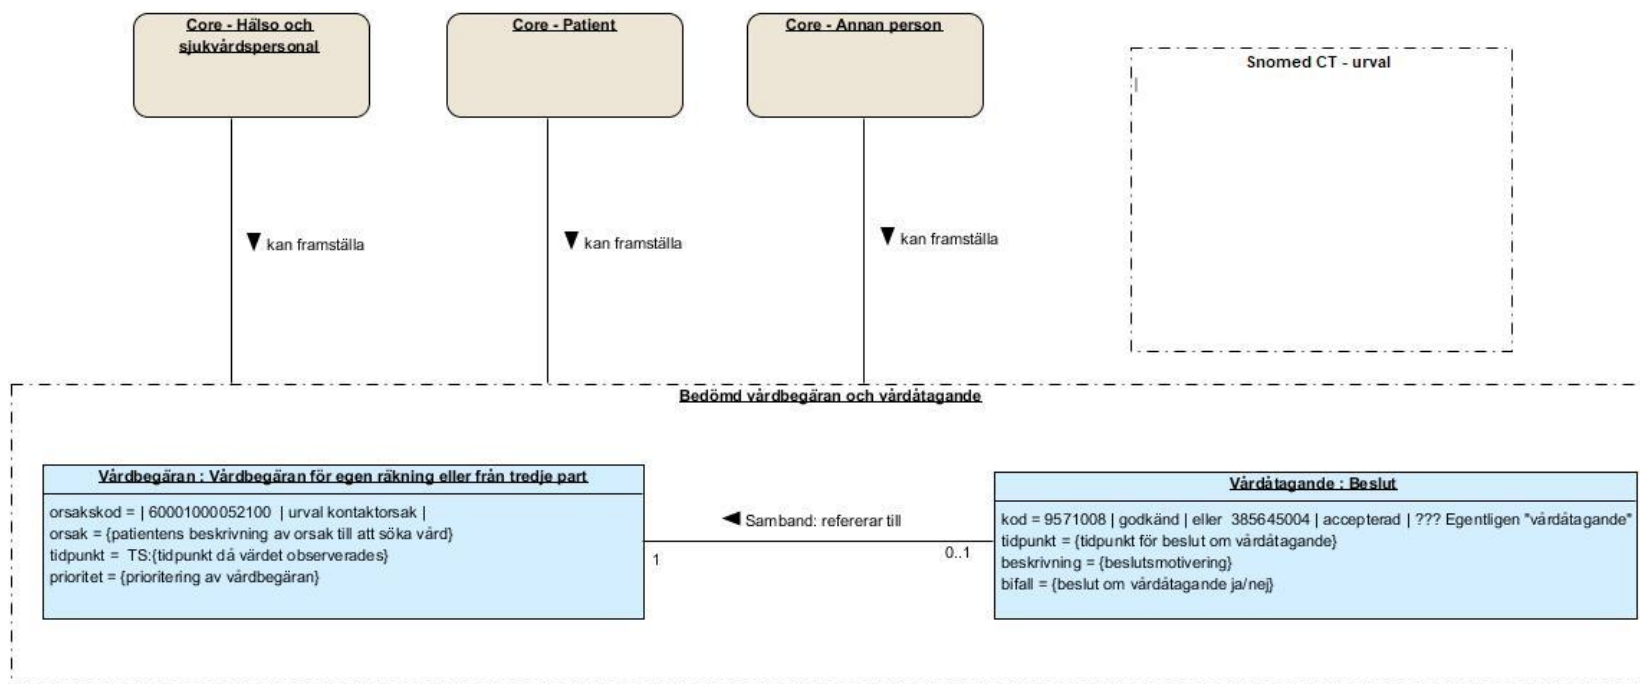 Core - Hälso och
sjukvårdspersonal
Core - Patient
Core - Annan person
Snomed CT - urval
kan framställa
kan framställa
kan framställa
Bedömd vårdbegäran och vårdåtagande
Vårdbegäran : Vårdbegäran för egen räkning eller från tredje part
orsakskod = | 60001000052100 | urval kontaktorsak |
orsak = {patientens beskrivning av orsak till att söka vård}
tidpunkt = TS:{tidpunkt då värdet observerades}
prioritet = {prioritering av vårdbegäran}
Samband: refererar till
1
0..1
Vårdåtagande : Beslut
kod = 9571008 | godkänd | eller 385645004 | accepterad | ??? Egentligen "vårdåtagande"
tidpunkt = {tidpunkt för beslut om vårdåtagande}
beskrivning = {beslutsmotivering}
bifall = {beslut om vårdåtagande ja/nej}